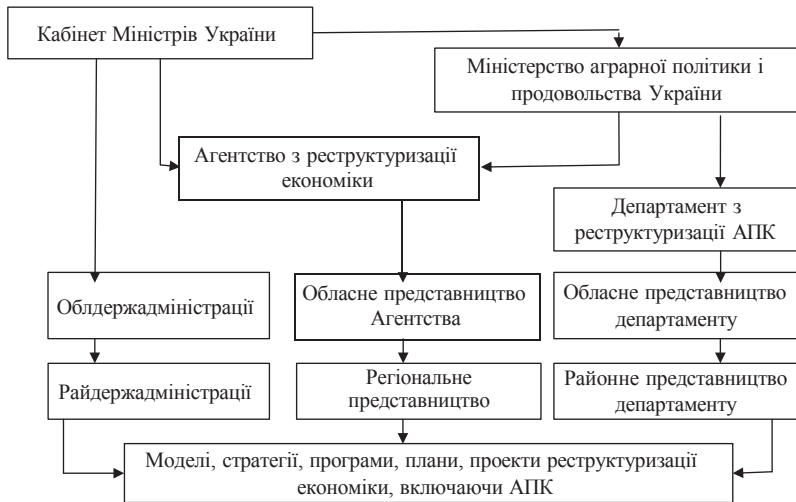 Кабінет Міністрів України
Міністерство аграрної політики і
продовольства України
Агентство з реструктуризації
економіки
Департамент з
реструктуризації АПК
Облдержадміністрації
Обласне представництво
Агентства
Обласне представництво
департаменту
Райдержадміністрації
Регіональне
представництво
Районне представництво
департаменту
Моделі, стратегії, програми, плани, проекти реструктуризації
економіки, включаючи АПК